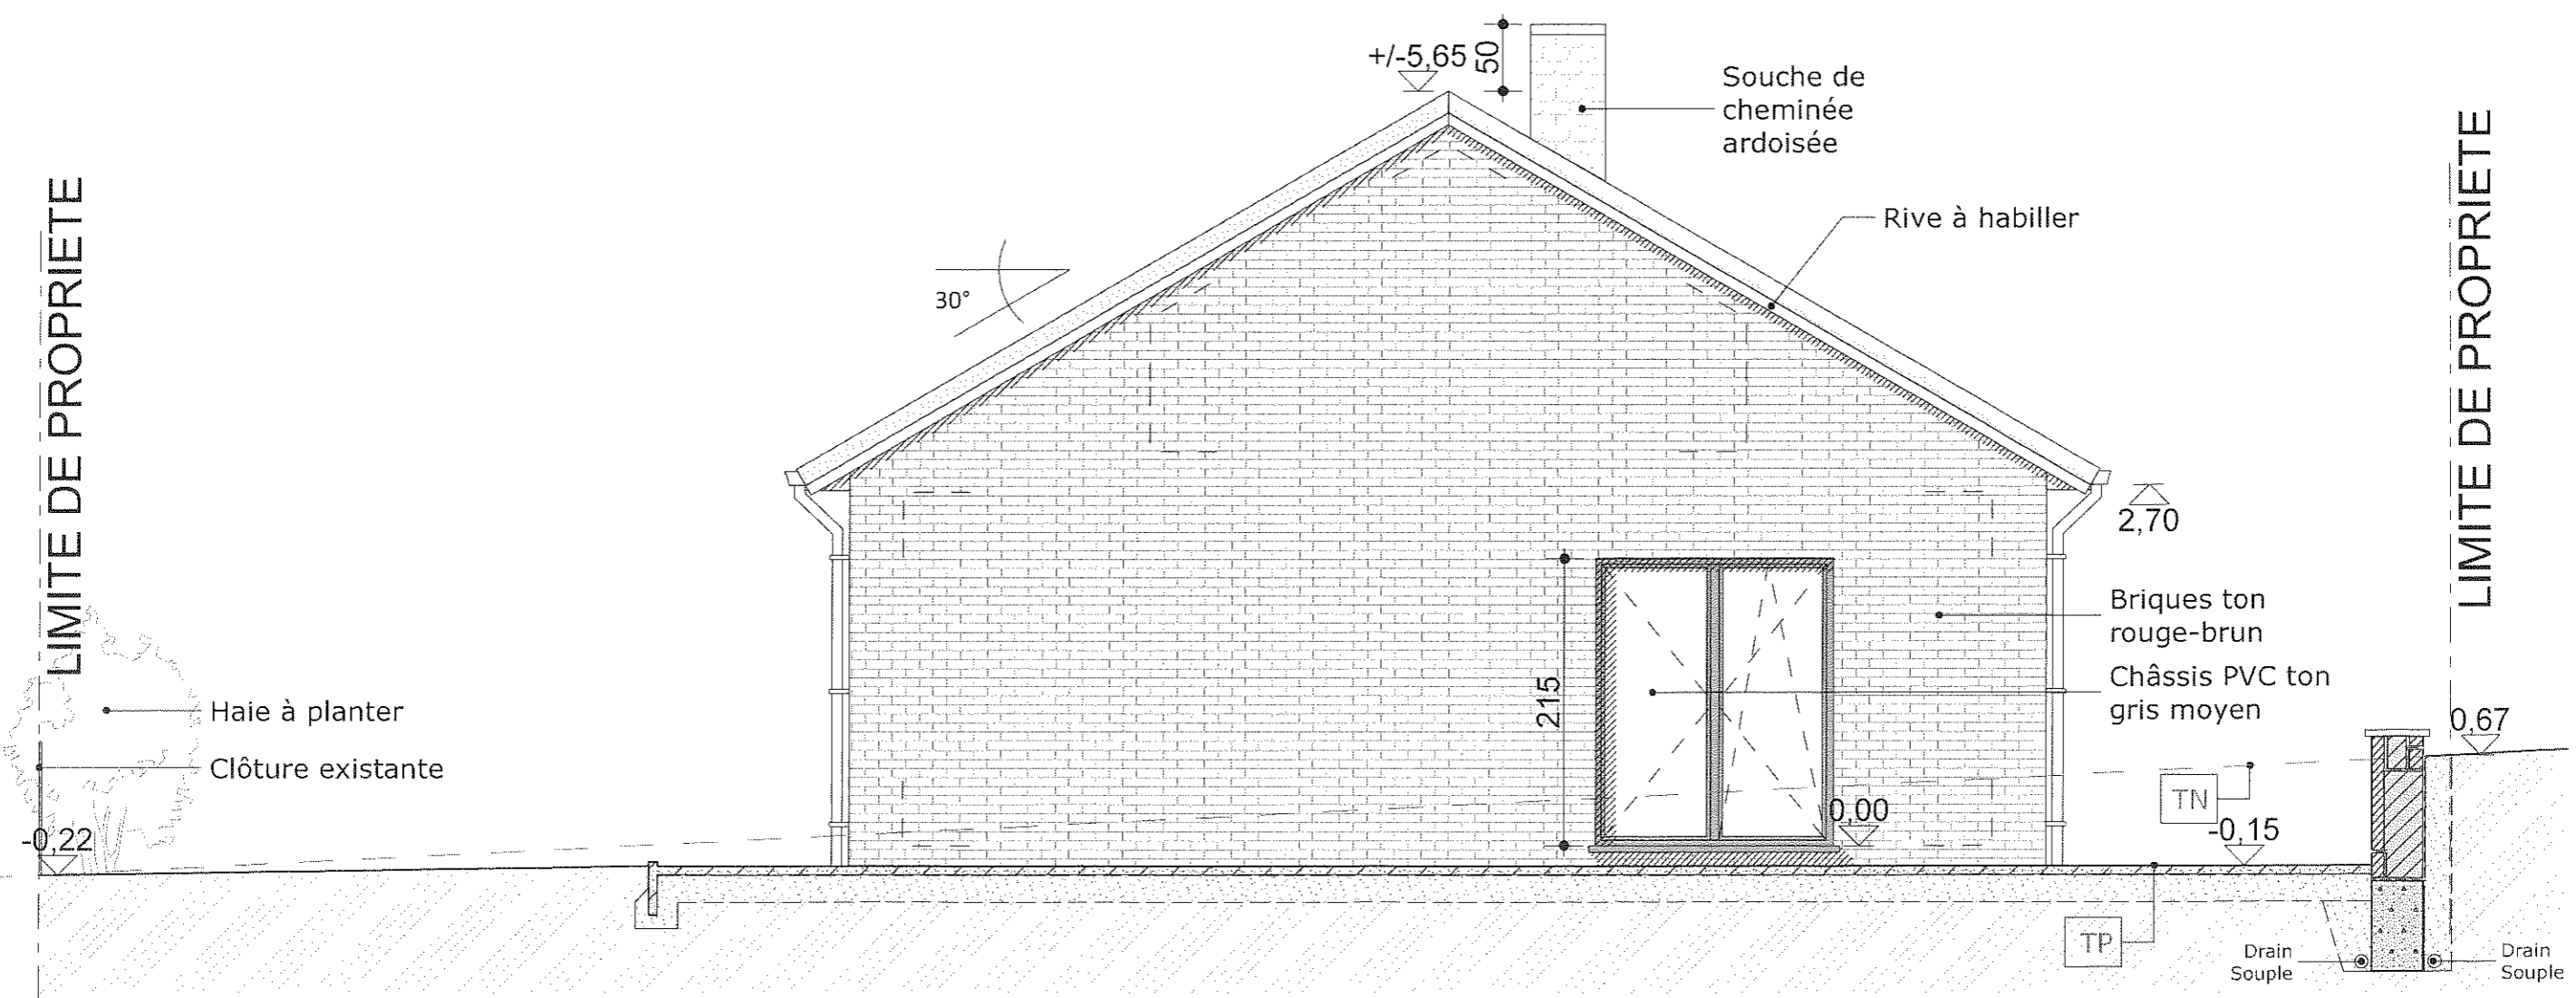 +/-5,65
50
Souche de
cheminée
ardoisée
LIMITE DE PROPRIETE
LIMITE DE PROPRIETE
Rive à habiller
30°
2,70
Briques ton
rouge-brun
Châssis PVC ton
gris moyen
215
Haie à planter
Clôture existante
0,67
TN
0,00
-0,15
-0,22
TP
Drain
Souple
Drain
Souple